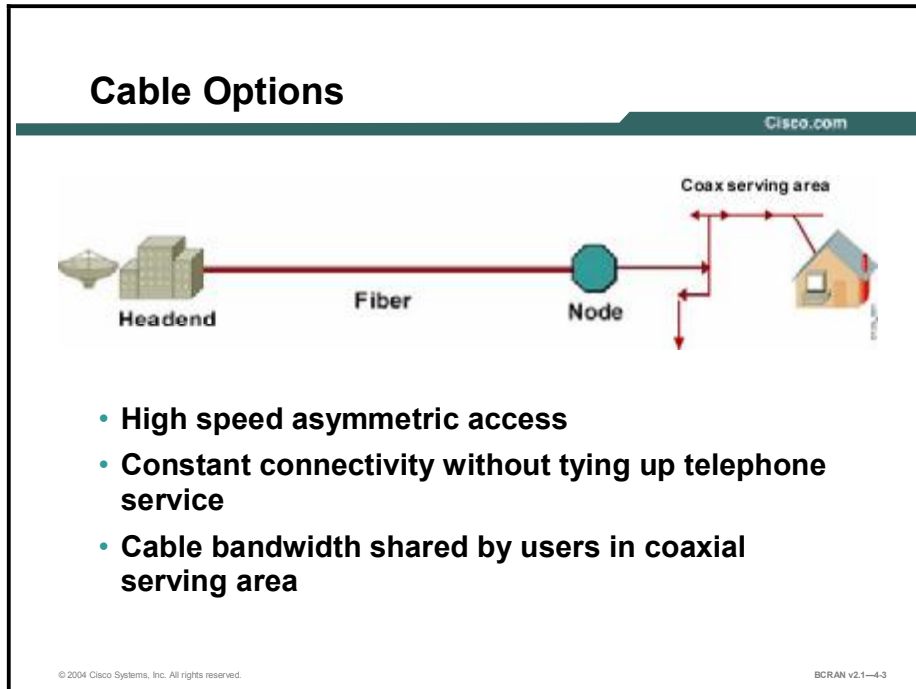 Cable Options
Cisco.com
Coax serving area
Fiber
Headend
Node
• High speed asymmetric access
• Constant connectivity without tying up telephone
service
• Cable bandwidth shared by users in coaxial
serving area
© 2004 Cisco Systems, Inc. All rights reserved.
BCRAN v2.1—4-3